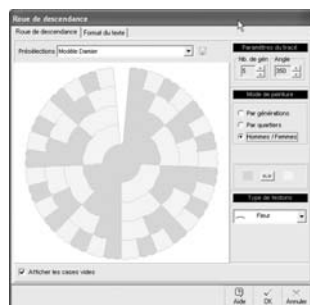 Roue de descendance
Roue de descendance
Format du texte
Présélections
Modèle Damier
Paramètres du tracé
Nb. de gén
Angle
5
350
Mode de peinture
Par générations
Par quartiers
Hommes / Femmes
<->
Type de festons
Fleur
Afficher les cases vides
Aide
OK
Annuler